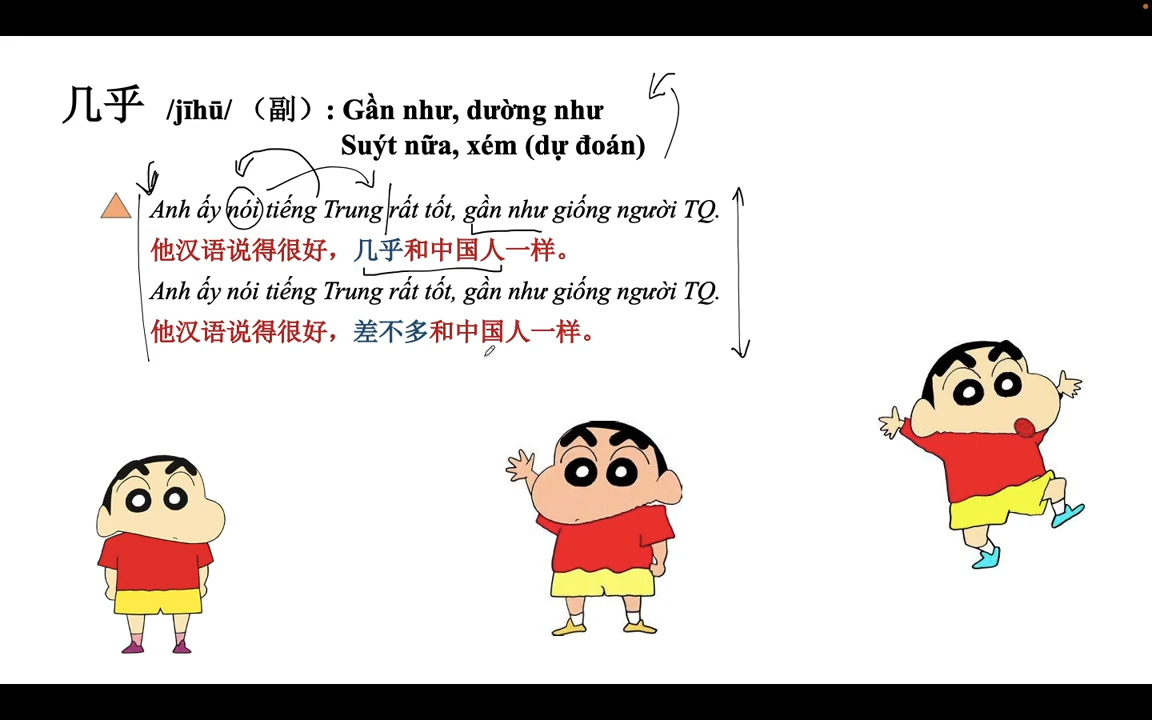 几乎 /jīhū/ （副）: Gần như, dường như
Suýt nữa, xém (dự đoán)
Anh ấy nói tiếng Trung rất tốt, gần như giống người TQ.
他汉语说得很好，几乎和中国人一样。
Anh ấy nói tiếng Trung rất tốt, gần như giống người TQ.
他汉语说得很好，差不多和中国人一样。